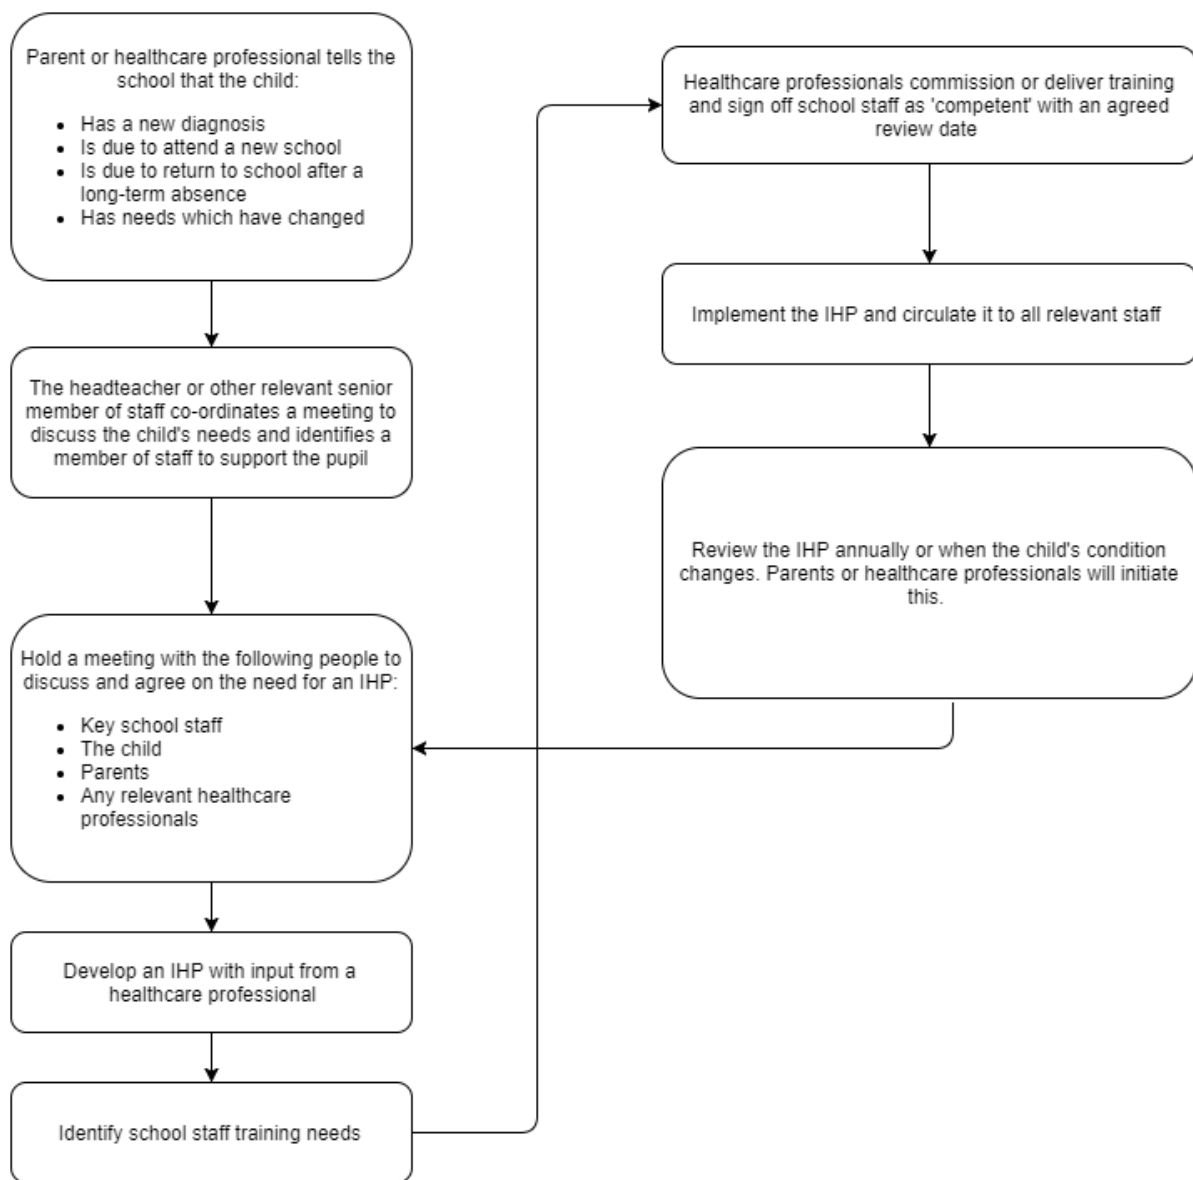 Parent or healthcare professional tells the
school that the child:
• Has a new diagnosis
• Is due to attend a new school
• Is due to return to school after a
long-term absence
• Has needs which have changed
The headteacher or other relevant senior
member of staff co-ordinates a meeting to
discuss the child's needs and identifies a
member of staff to support the pupil
Hold a meeting with the following people to
discuss and agree on the need for an IHP:
• Key school staff
• The child
• Parents
• Any relevant healthcare
professionals
Develop an IHP with input from a
healthcare professional
Identify school staff training needs
Healthcare professionals commission or deliver training
and sign off school staff as 'competent' with an agreed
review date
Implement the IHP and circulate it to all relevant staff
Review the IHP annually or when the child's condition
changes. Parents or healthcare professionals will initiate
this.